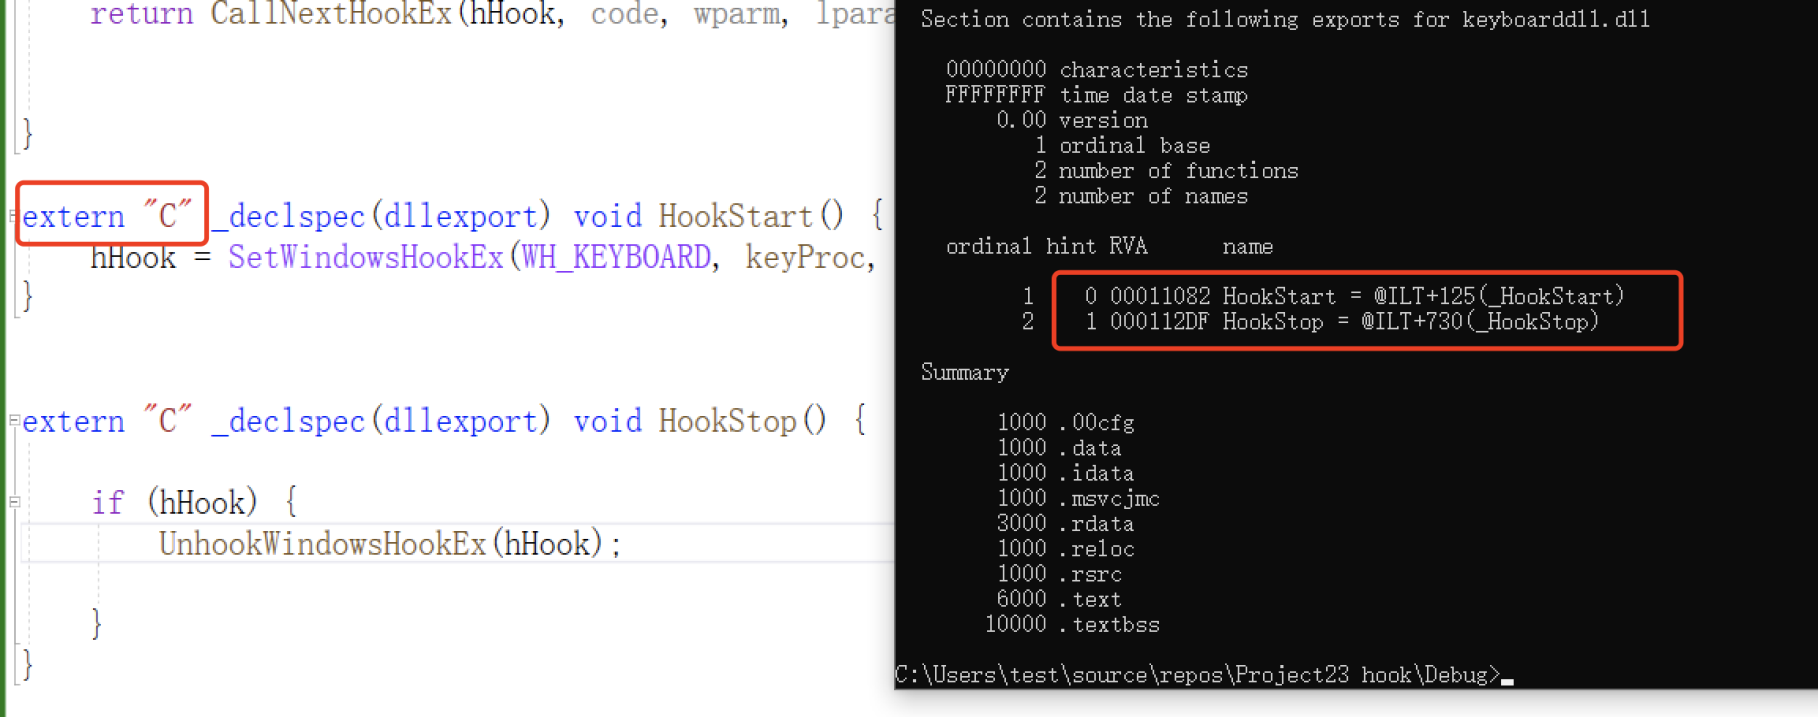 return CallNextHookEx(hHook, code, wparm, lpara
}
extern "C" _declspec(dllexport) void HookStart() {
hHook = SetWindowsHookEx(WH_KEYBOARD, keyProc,
}
extern "C" _declspec(dllexport) void HookStop() {
if (hHook) {
UnhookWindowsHookEx(hHook);
}
}
Section contains the following exports for keyboarddll.dll
00000000 characteristics
FFFFFFFF time date stamp
0.00 version
1 ordinal base
2 number of functions
2 number of names
ordinal hint RVA name
1 0 00011082 HookStart = @ILT+125(_HookStart)
2 1 000112DF HookStop = @ILT+730(_HookStop)
Summary
1000 .00cfg
1000 .data
1000 .idata
1000 .msvcjmc
3000 .rdata
1000 .reloc
1000 .rsrc
6000 .text
10000 .textbss
C:\Users\test\source\repos\Project23 hook\Debug>